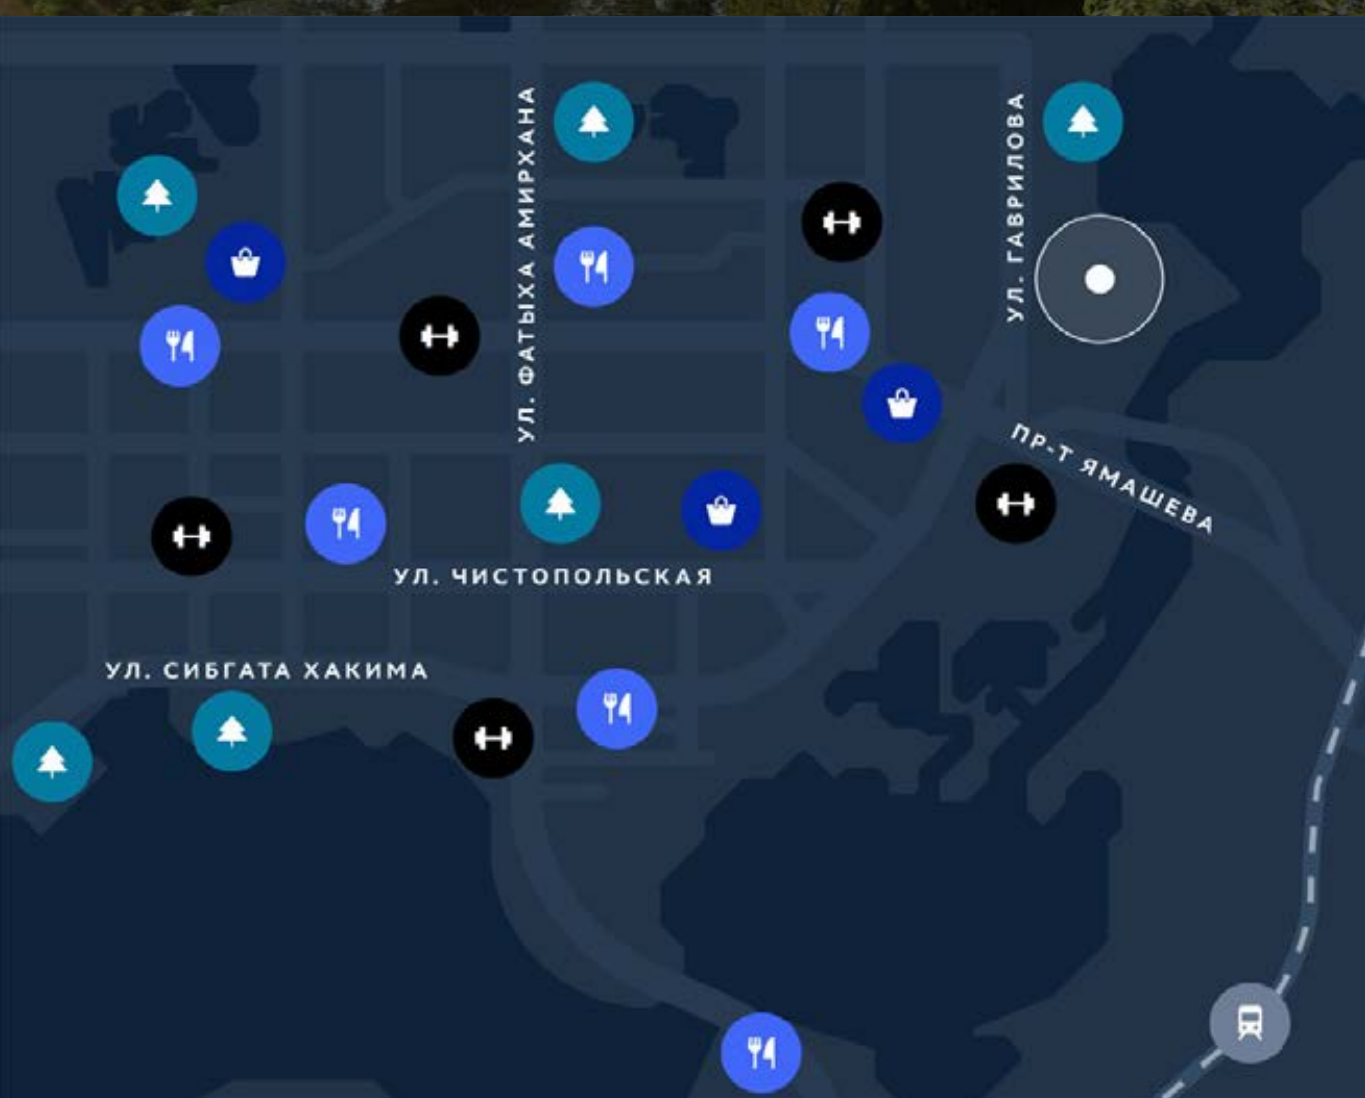 УЛ. ФАТЫХА АМИРХАНА
УЛ. ГАВРИЛОВА
ПР-Т ЯМАШЕВА
УЛ. ЧИСТОПОЛЬСКАЯ
УЛ. СИБГАТА ХАКИМА